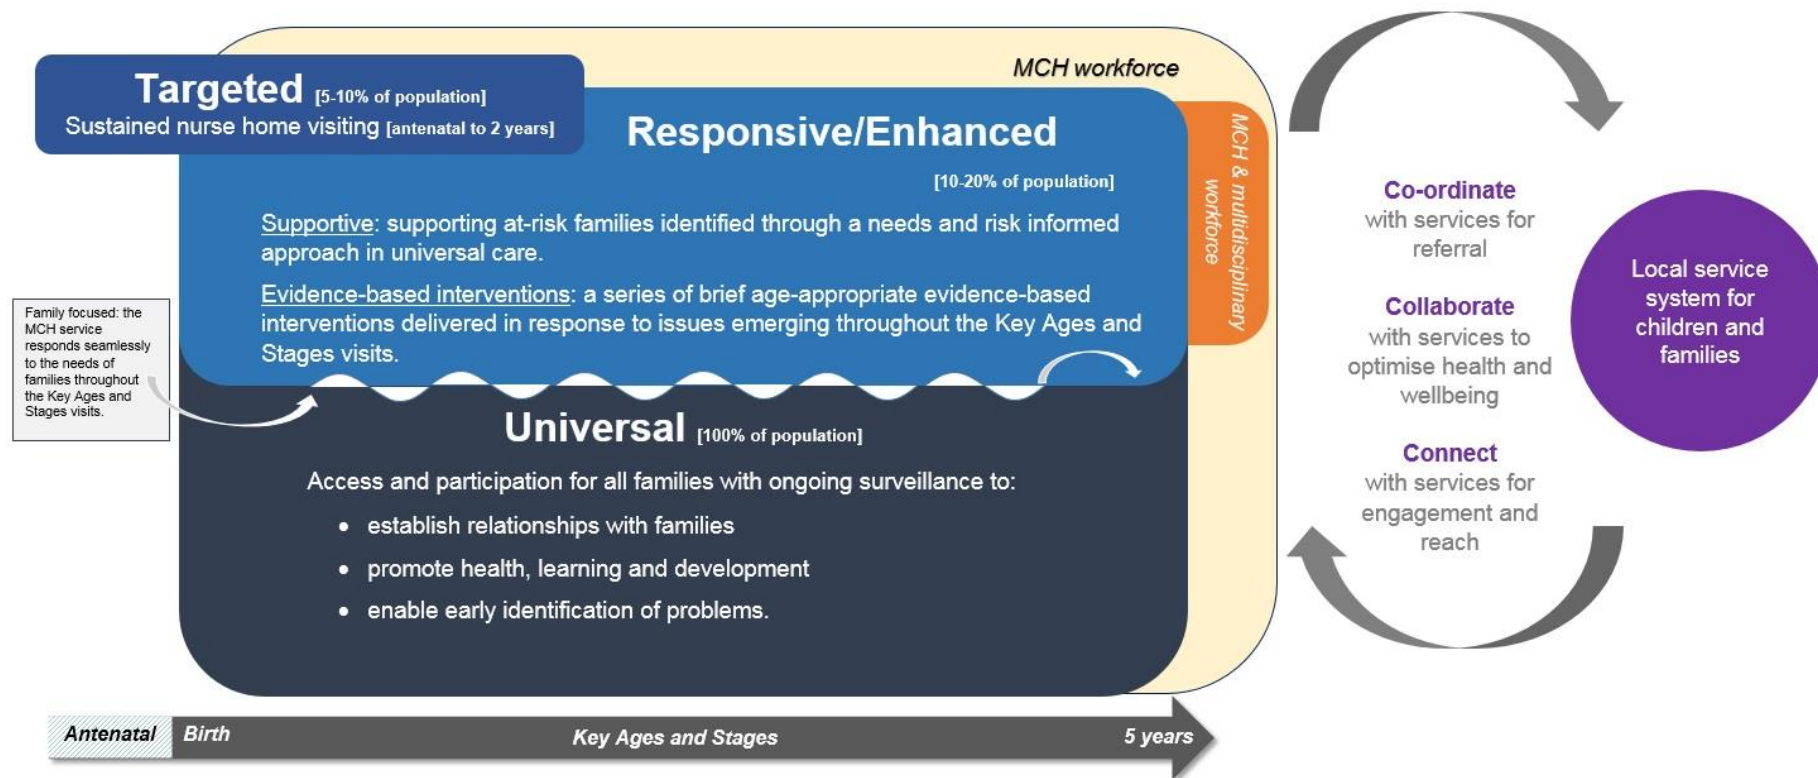 MCH workforce
Targeted [5-10% of population]
Sustained nurse home visiting [antenatal to 2 years]
Responsive/Enhanced
[10-20% of population]
Supportive: supporting at-risk families identified through a needs and risk informed
approach in universal care.
Evidence-based interventions: a series of brief age-appropriate evidence-based
interventions delivered in response to issues emerging throughout the Key Ages and
Stages visits.
MCH & multidisciplinary
workforce
Family focused: the
MCH service
responds seamlessly
to the needs of
families throughout
the Key Ages and
Stages visits.
Universal [100% of population]
Access and participation for all families with ongoing surveillance to:
• establish relationships with families
• promote health, learning and development
• enable early identification of problems.
Antenatal
Birth
Key Ages and Stages
5 years
Co-ordinate
with services for
referral
Collaborate
with services to
optimise health and
wellbeing
Connect
with services for
engagement and
reach
Local service
system for
children and
families